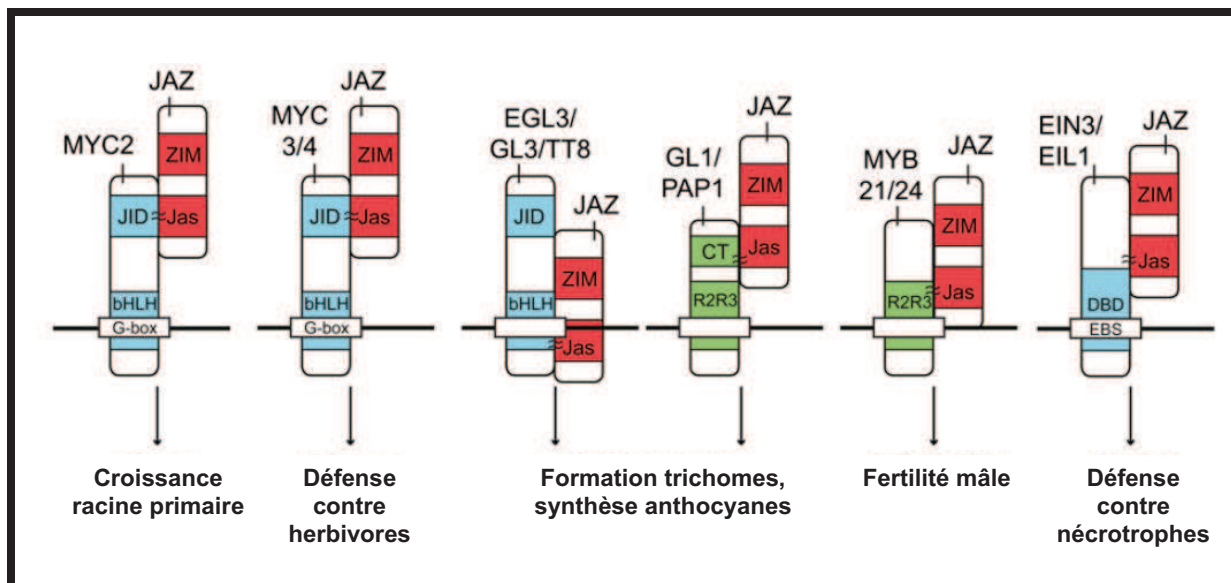 JAZ
MYC2
ZIM
JID
Jas
bHLH
G-box
Croissance
racine primaire
JAZ
MYC
3/4
ZIM
JID
Jas
bHLH
G-box
Défense
contre
herbivores
EGL3/
GL3/TT8
JID
JAZ
ZIM
bHLH
Jas
JAZ
GL1/
PAP1
ZIM
CT
Jas
R2R3
Formation trichomes,
synthèse anthocyanes
JAZ
MYB
21/24
ZIM
R2R3
Jas
Fertilité mâle
EIN3/
EIL1
JAZ
ZIM
Jas
DBD
EBS
Défense
contre
nécrotrophes